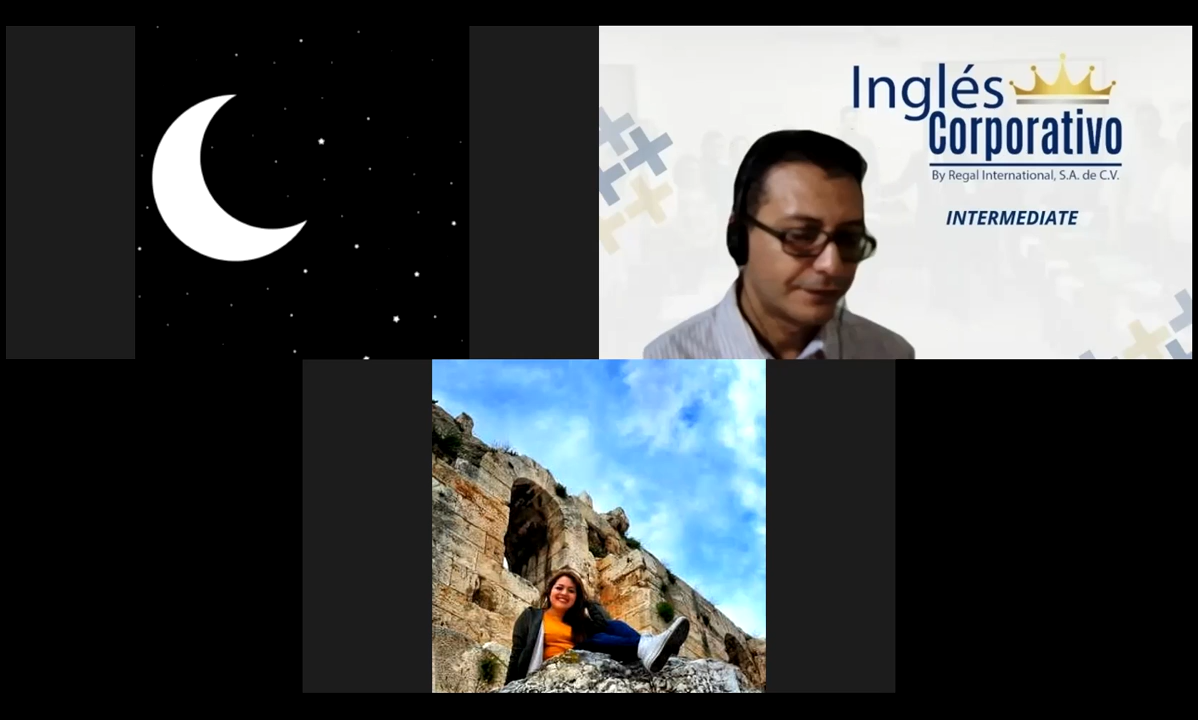 Inglés
Corporativo
By Regal International, S.A. de C.V.
INTERMEDIATE